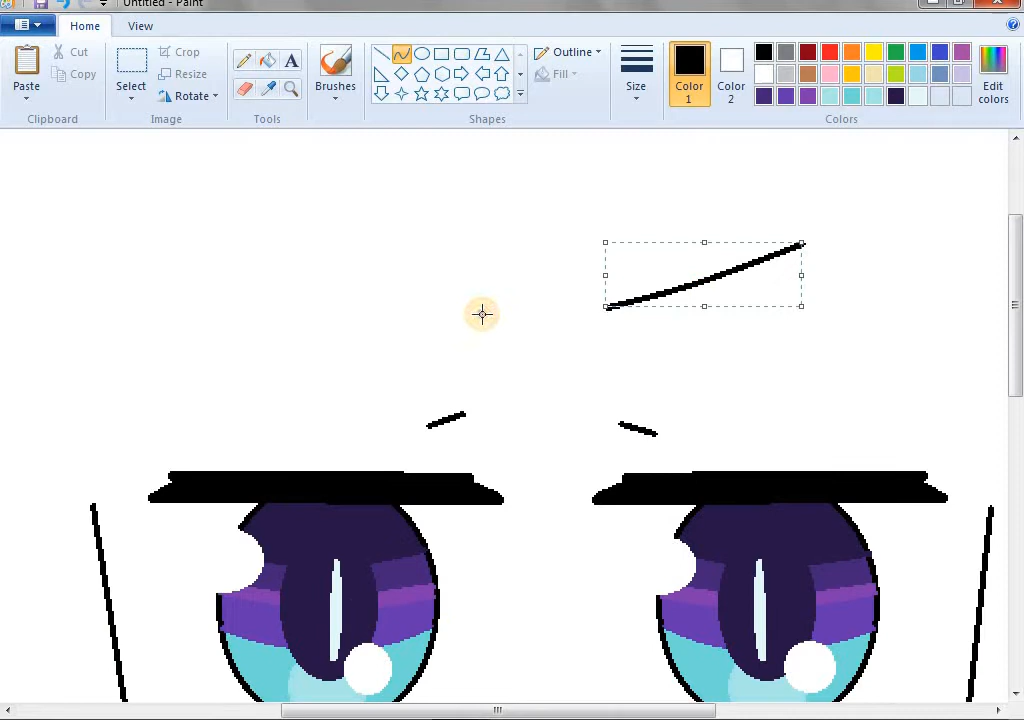 Untitled - Paint
Home
View
Paste
Cut
Copy
Clipboard
Select
Crop
Resize
Rotate
Image
A
Tools
Brushes
Outline
Fill
Shapes
Size
Color 1
Color 2
Edit colors
Colors